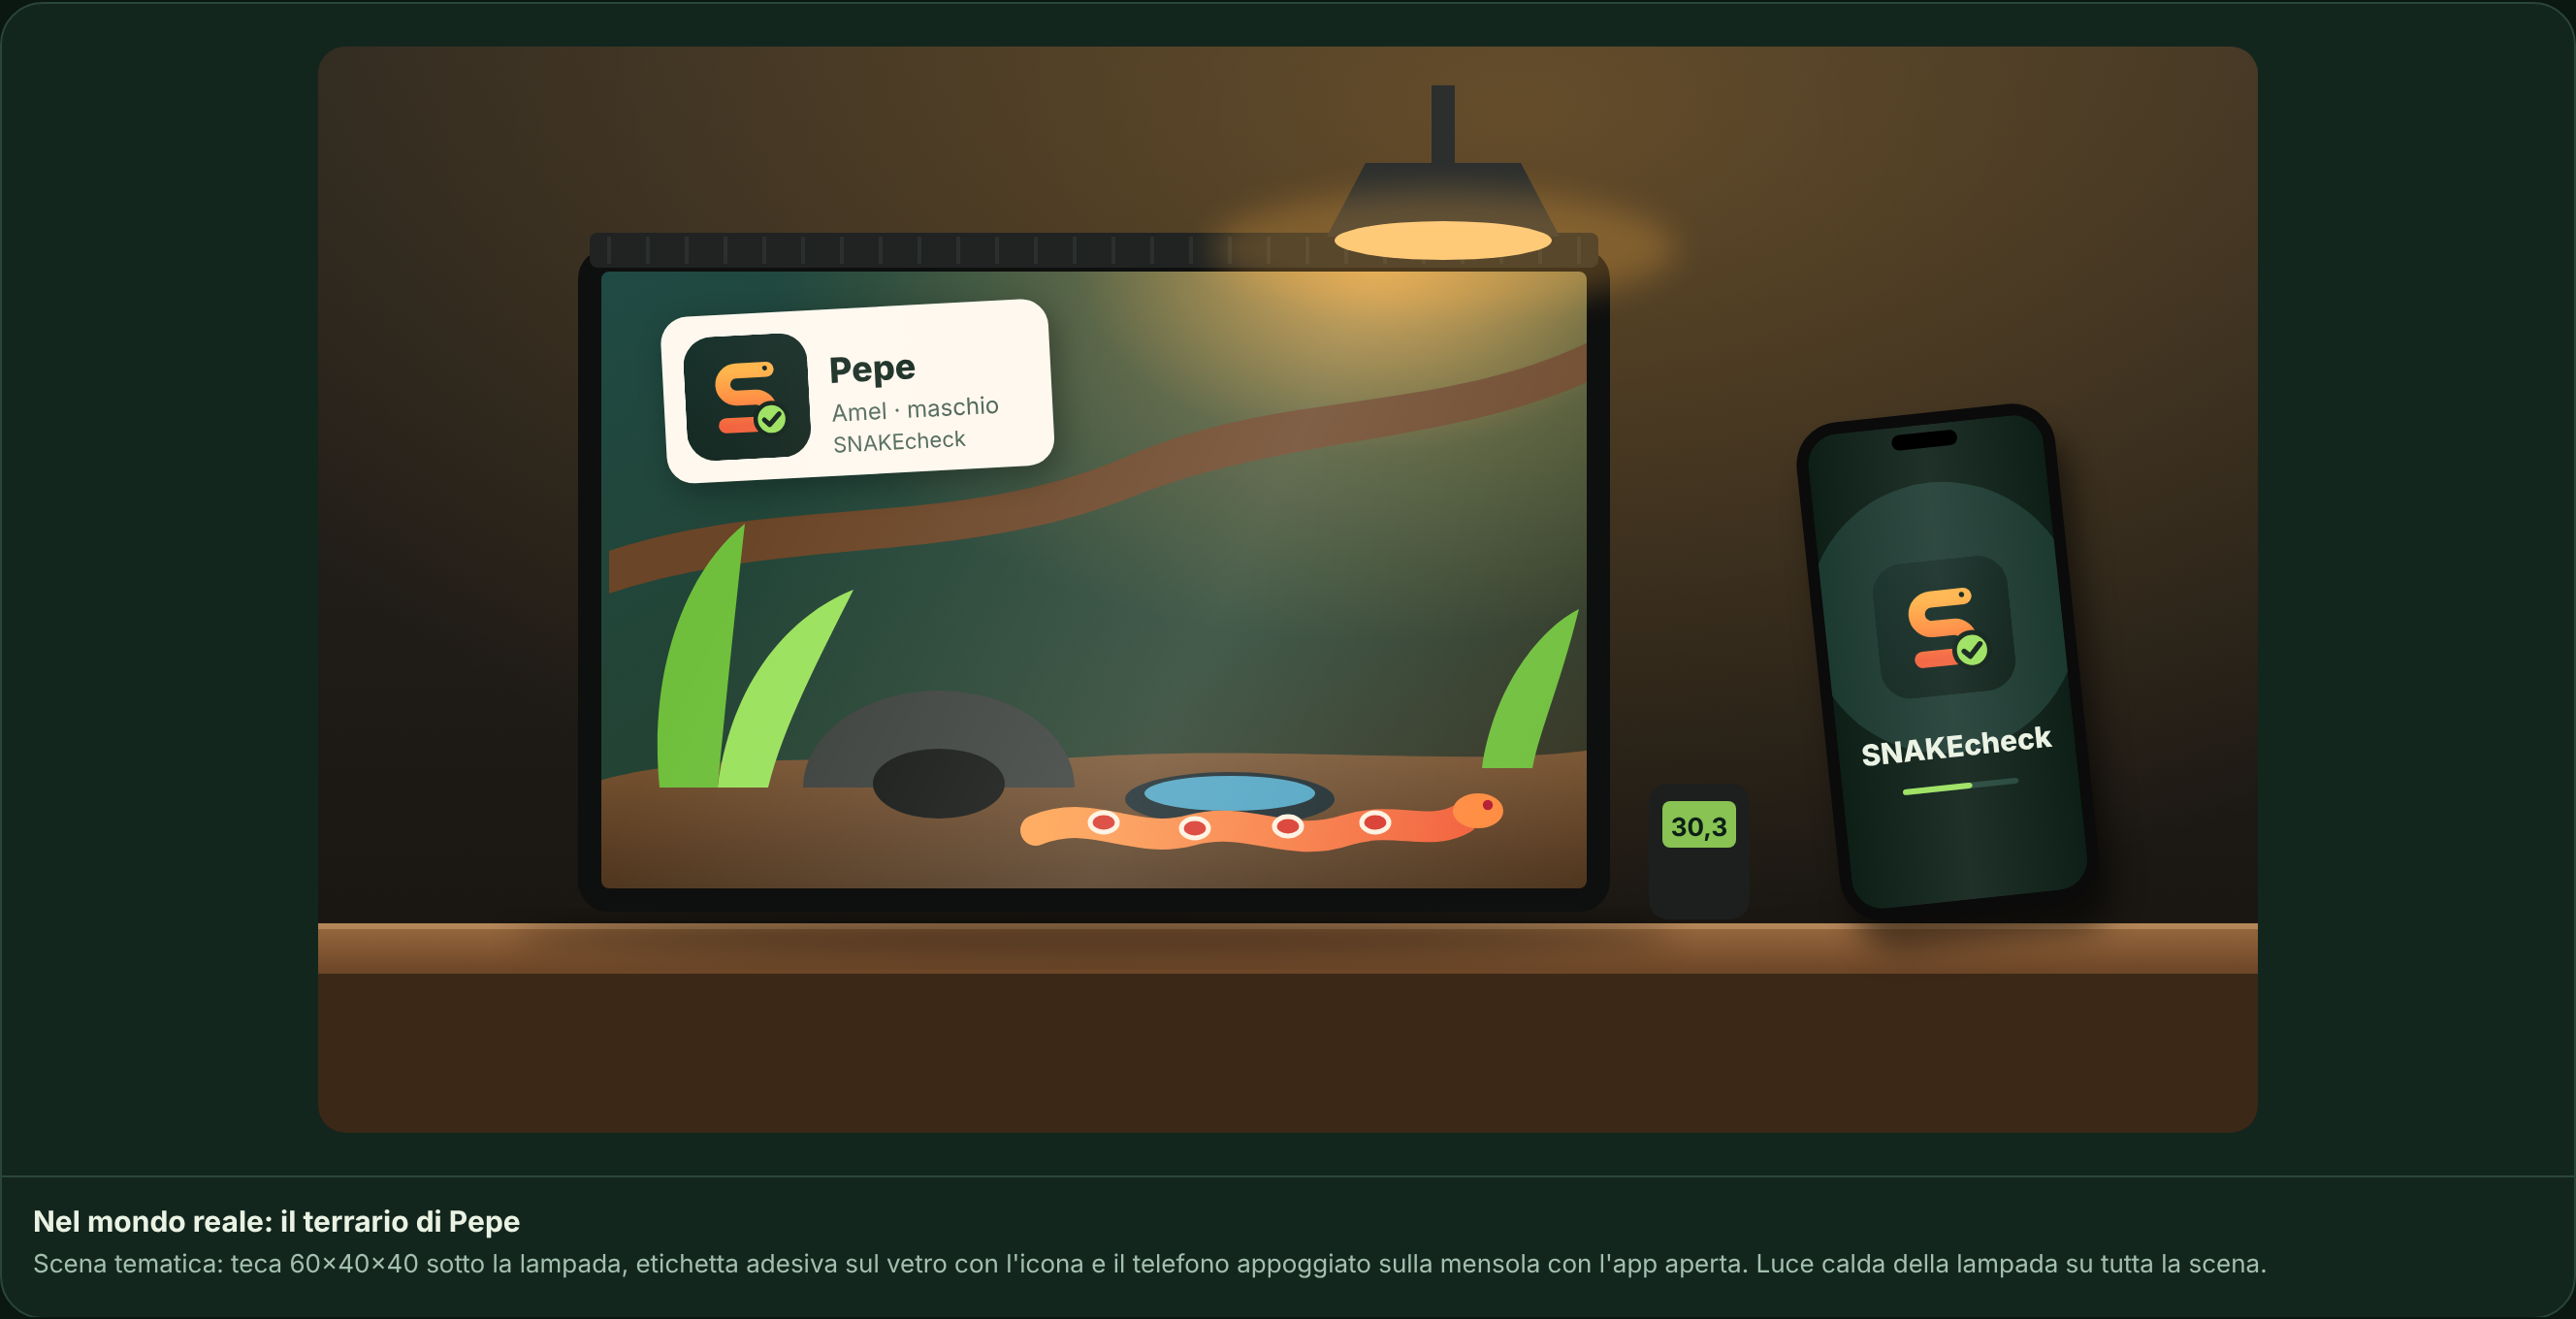 Pepe
Amel · maschio
SNAKEcheck
SNAKEcheck
30,3
Nel mondo reale: il terrario di Pepe
Scena tematica: teca 60×40×40 sotto la lampada, etichetta adesiva sul vetro con l'icona e il telefono appoggiato sulla mensola con l'app aperta. Luce calda della lampada su tutta la scena.